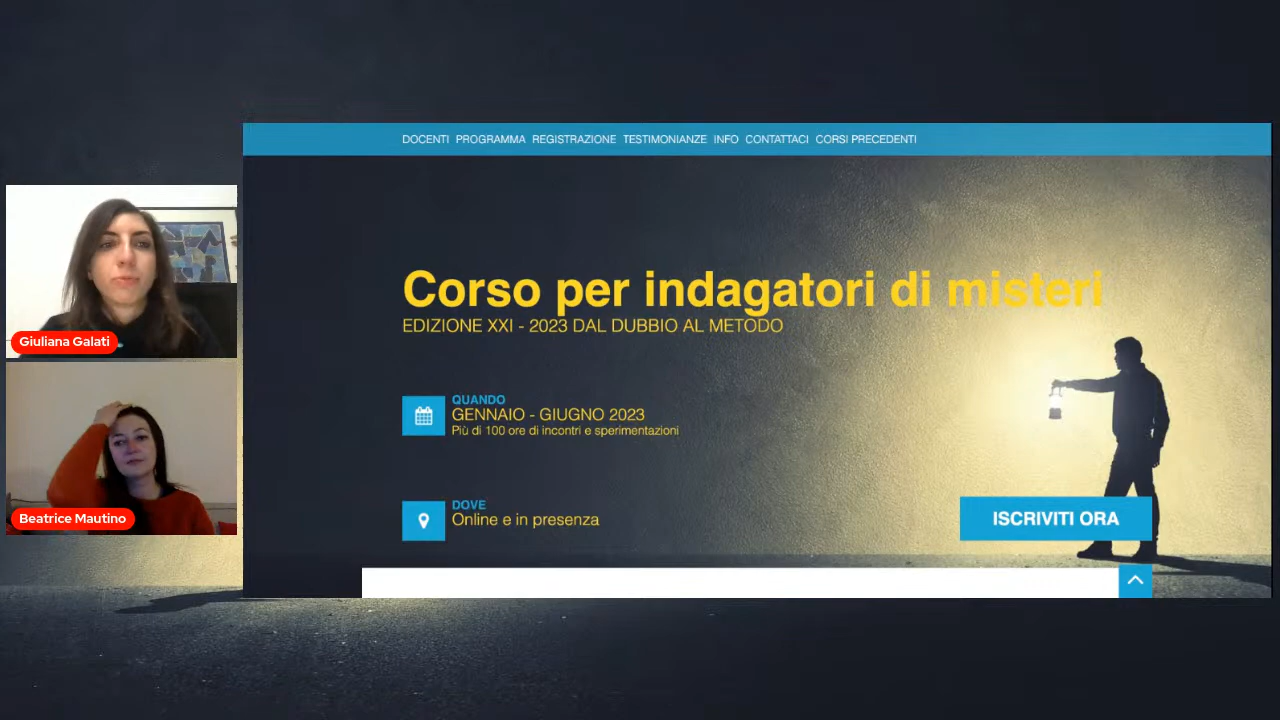 DOCENTI PROGRAMMA REGISTRAZIONE TESTIMONIANZE INFO CONTATTACI CORSI PRECEDENTI
Giuliana Galati
Beatrice Mautino
Corso per indagatori di misteri
EDIZIONE XXI - 2023 DAL DUBBIO AL METODO
QUANDO
GENNAIO - GIUGNO 2023
Più di 100 ore di incontri e sperimentazioni
DOVE
Online e in presenza
ISCRIVITI ORA